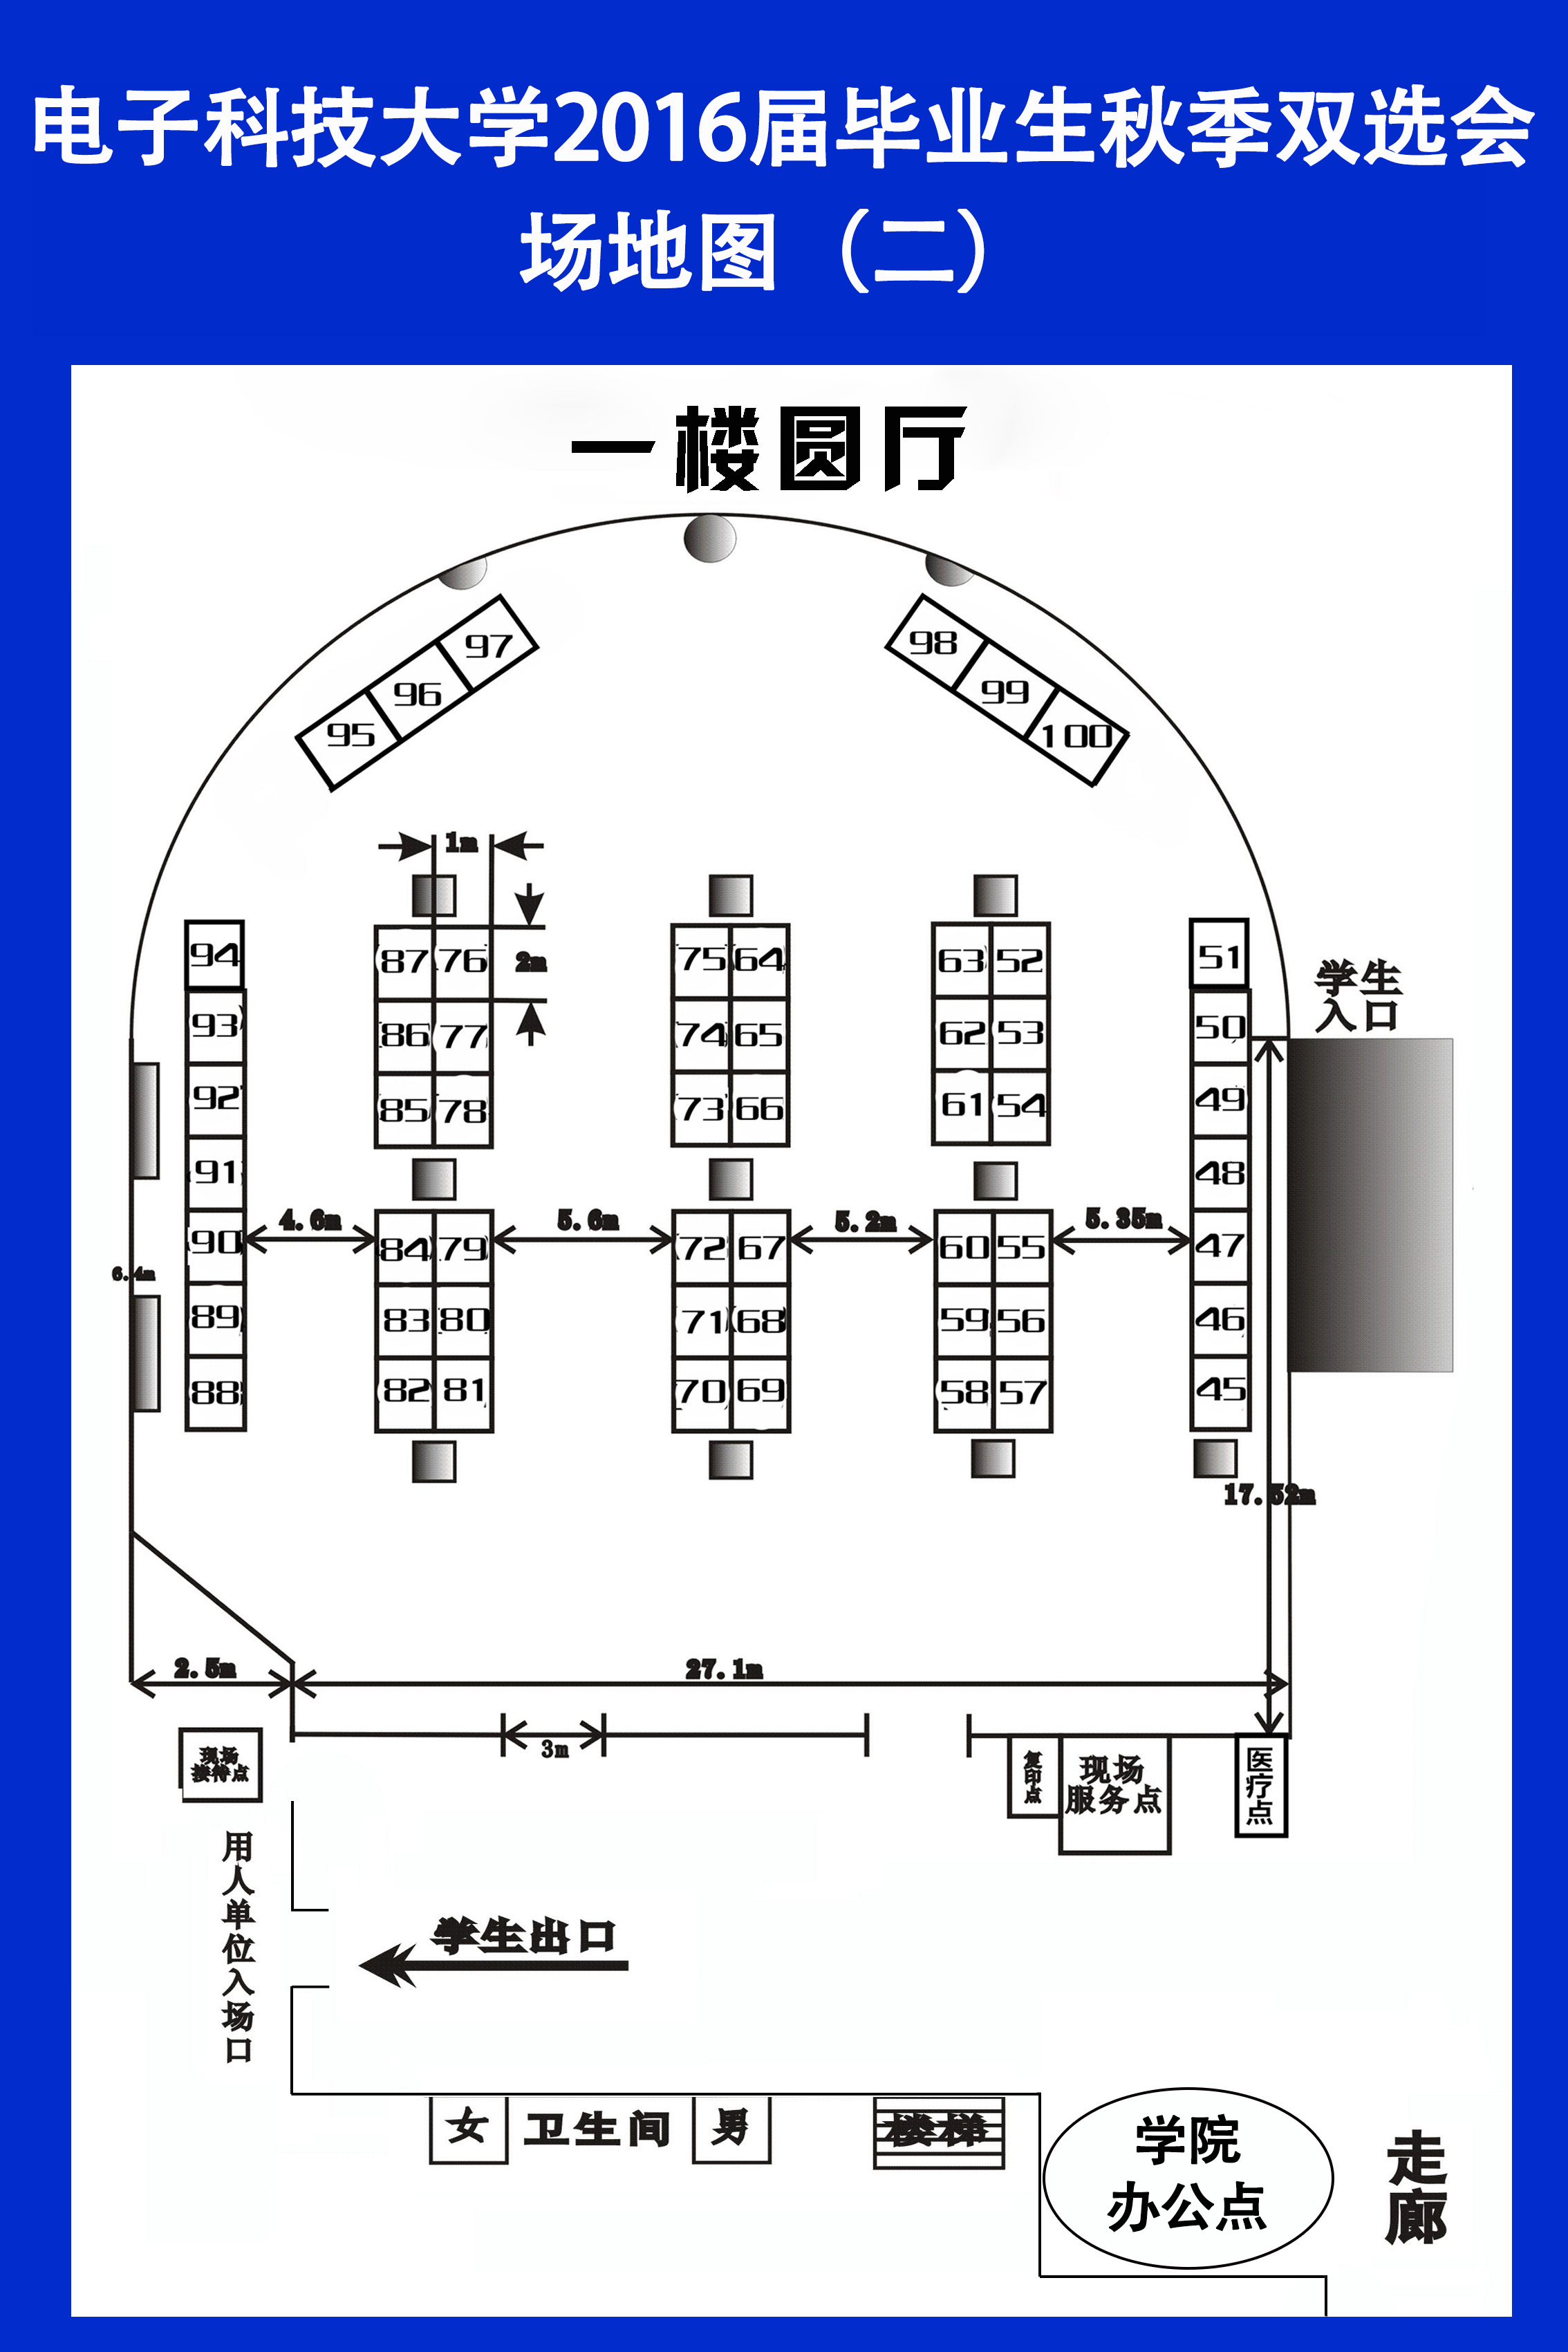 电子科技大学2016届毕业生秋季双选会
场地图（二）
一楼圆厅
97
98
96
99
95
100
1m
94
87 76
2m
75 64
63 52
51
学生
入口
93
86 77
74 65
62 53
50
92
85 78
73 66
61 54
49
91
48
4.6m
5.6m
5.2m
5.35m
90
84 79
72 67
60 55
47
6.4m
89
83 80
71 68
59 56
46
88
82 81
70 69
58 57
45
17.52m
2.5m
27.1m
3m
现场
接待点
复印点
现场
服务点
医疗点
用人单位入场口
学生出口
女
卫生间
男
楼梯
学院
办公点
走廊